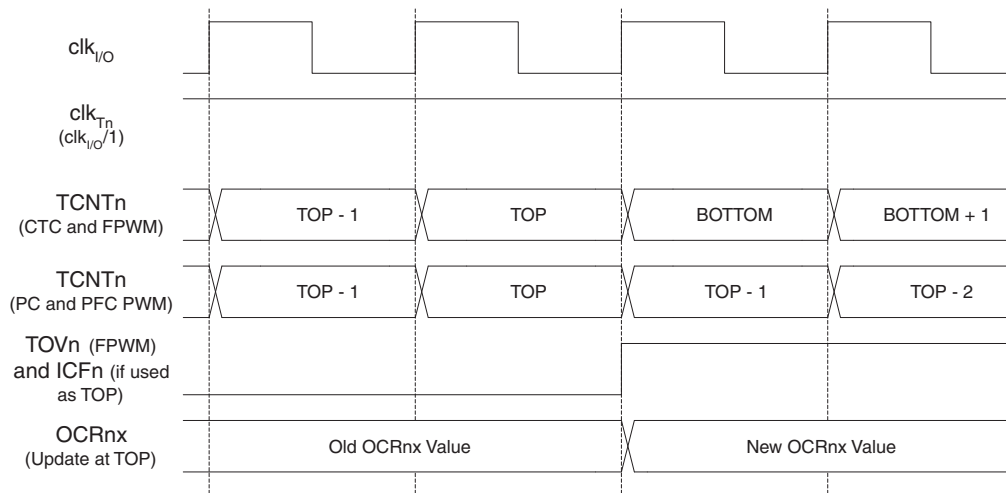 clkI/O
clkTn
(clkI/O/1)
TCNTn
(CTC and FPWM)
TOP - 1
TOP
BOTTOM
BOTTOM + 1
TCNTn
(PC and PFC PWM)
TOP - 1
TOP
TOP - 1
TOP - 2
TOVn (FPWM)
and ICFn (if used
as TOP)
OCRnx
(Update at TOP)
Old OCRnx Value
New OCRnx Value